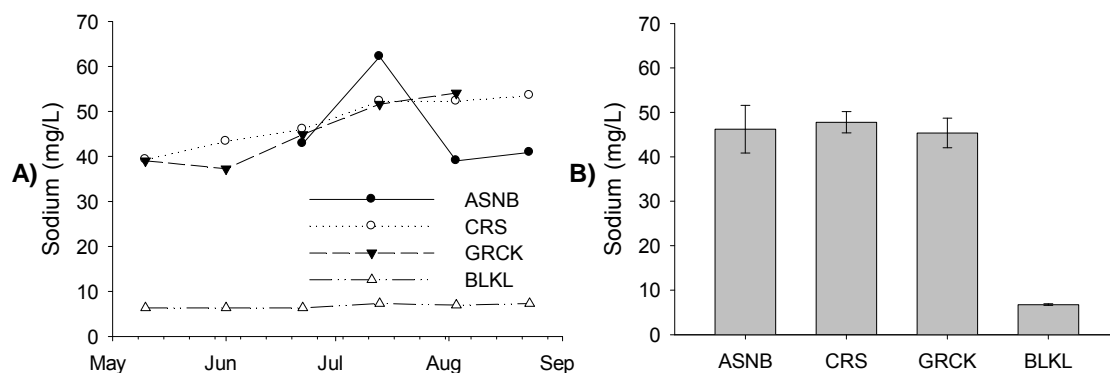 A)
Sodium (mg/L)
70
60
50
40
30
20
10
0
May
Jun
Jul
Aug
Sep
ASNB
CRS
GRCK
BLKL
B)
Sodium (mg/L)
70
60
50
40
30
20
10
0
ASNB
CRS
GRCK
BLKL